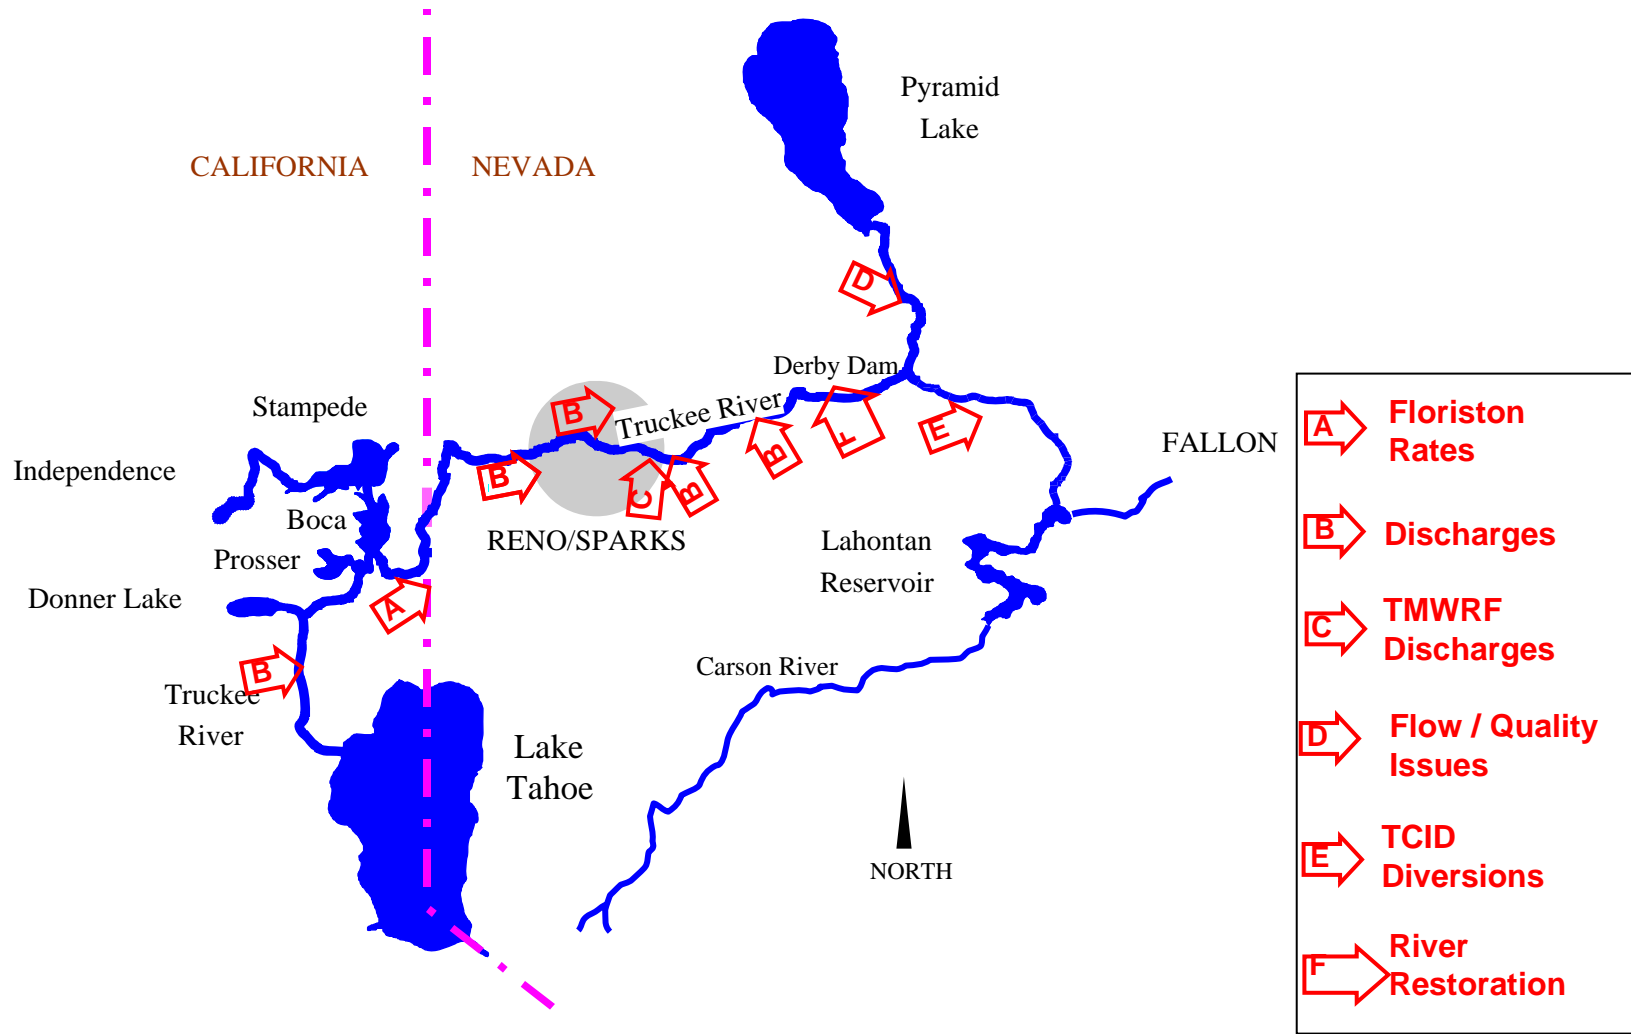 Pyramid
Lake
CALIFORNIA
NEVADA
D
Derby Dam
Stampede
B
Truckee River
E
F
Independence
B
B
C
B
FALLON
Boca
RENO/SPARKS
Prosser
Lahontan
Reservoir
Donner Lake
A
B
Truckee
River
Carson River
Lake
Tahoe
NORTH
A
Floriston
Rates
B
Discharges
C
TMWRF
Discharges
D
Flow / Quality
Issues
E
TCID
Diversions
F
River
Restoration